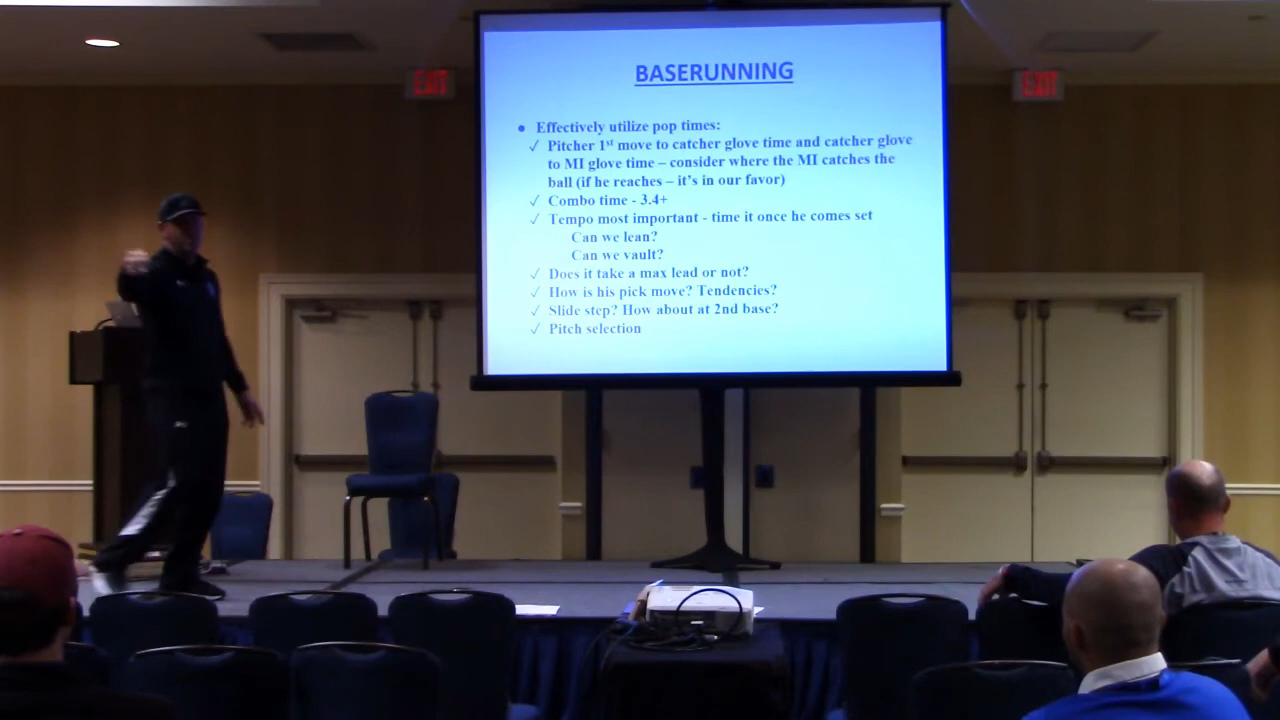 EXIT
EXIT
BASERUNNING
● Effectively utilize pop times:
✓ Pitcher 1st move to catcher glove time and catcher glove
to MI glove time – consider where the MI catches the
ball (if he reaches – it's in our favor)
✓ Combo time - 3.4+
✓ Tempo most important - time it once he comes set
Can we lean?
Can we vault?
✓ Does it take a max lead or not?
✓ How is his pick move? Tendencies?
✓ Slide step? How about at 2nd base?
✓ Pitch selection